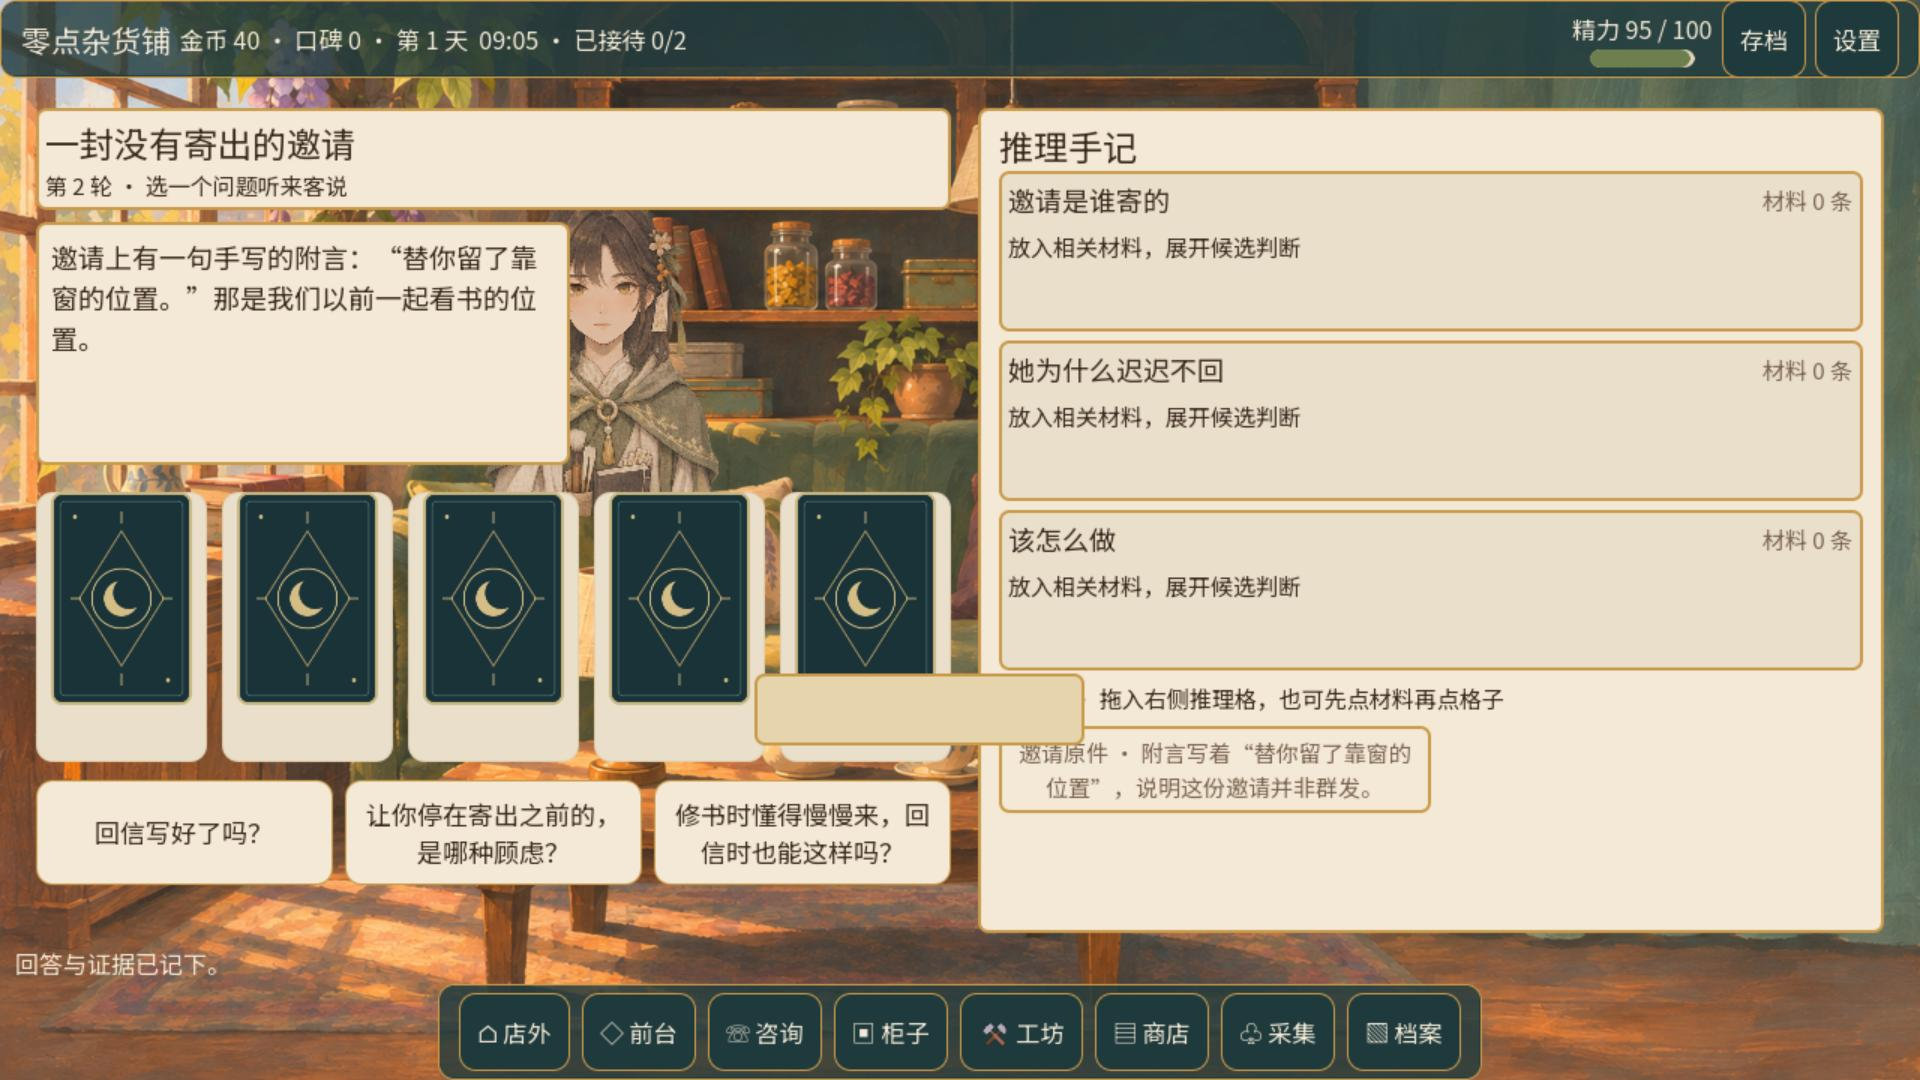 零点杂货铺 金币 40 · 口碑 0 · 第 1 天 09:05 · 已接待 0/2
精力 95 / 100
存档
设置
一封没有寄出的邀请
第 2 轮 · 选一个问题听来客说
邀请上有一句手写的附言：“替你留了靠
窗的位置。”那是我们以前一起看书的位
置。
回信写好了吗？
让你停在寄出之前的，
是哪种顾虑？
修书时懂得慢慢来，回
信时也能这样吗？
推理手记
邀请是谁寄的
材料 0 条
放入相关材料，展开候选判断
她为什么迟迟不回
材料 0 条
放入相关材料，展开候选判断
该怎么做
材料 0 条
放入相关材料，展开候选判断
拖入右侧推理格，也可先点材料再点格子
邀请原件 · 附言写着“替你留了靠窗的
位置”，说明这份邀请并非群发。
回答与证据已记下。
店外
前台
咨询
柜子
工坊
商店
采集
档案